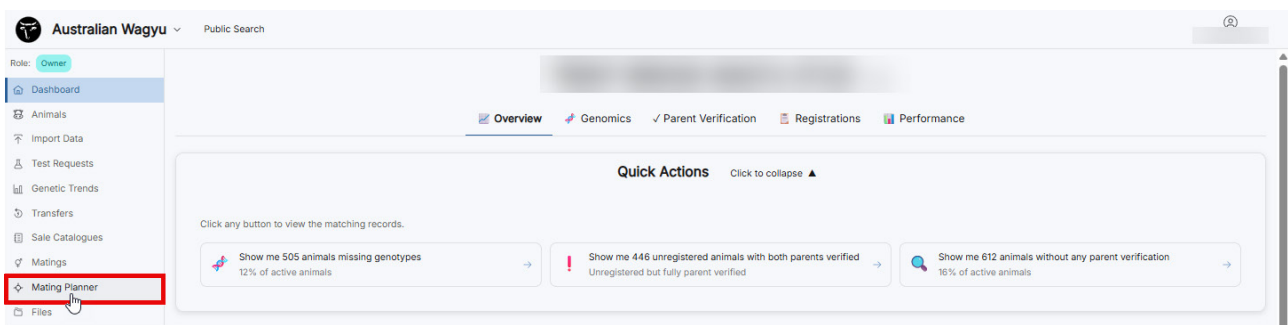 Australian Wagyu
Public Search
Role: Owner
Dashboard
Animals
Import Data
Test Requests
Genetic Trends
Transfers
Sale Catalogues
Matings
Mating Planner
Files
Overview
Genomics
✓ Parent Verification
Registrations
Performance
Quick Actions Click to collapse ▲
Click any button to view the matching records.
Show me 505 animals missing genotypes
12% of active animals
Show me 446 unregistered animals with both parents verified
Unregistered but fully parent verified
Show me 612 animals without any parent verification
16% of active animals